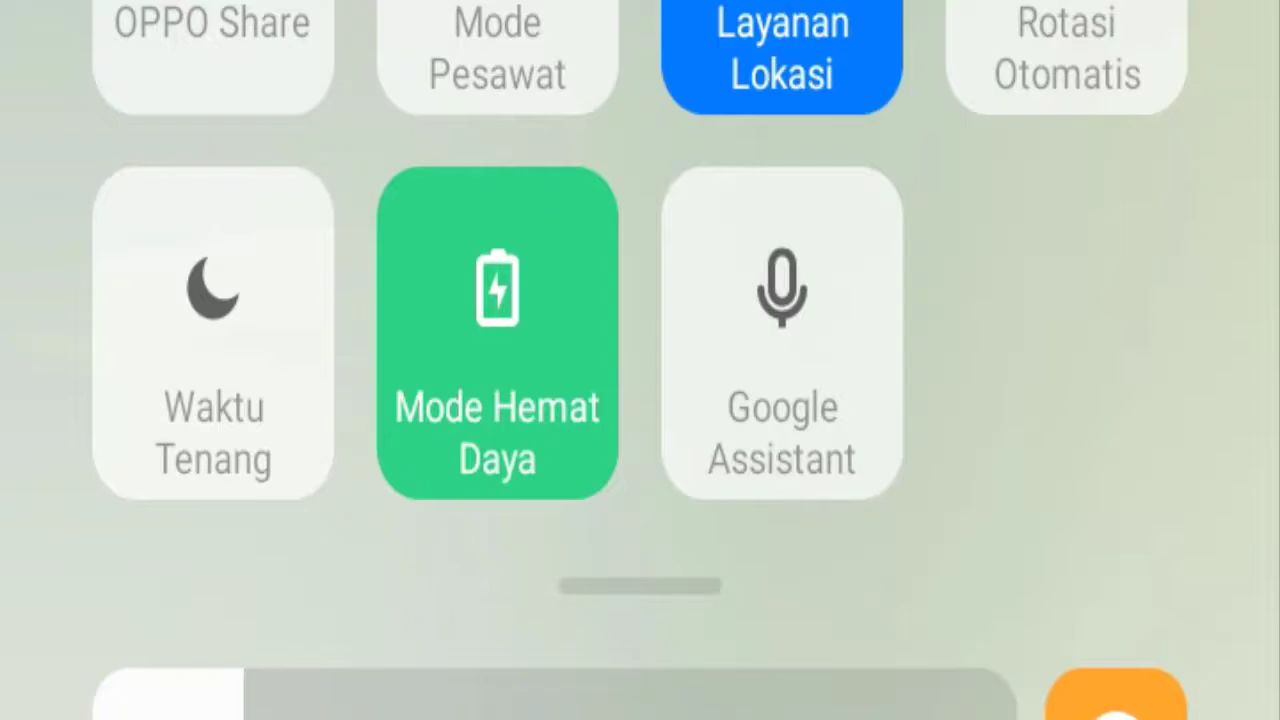 OPPO Share
Mode
Pesawat
Layanan
Lokasi
Rotasi
Otomatis
Waktu
Tenang
Mode Hemat
Daya
Google
Assistant